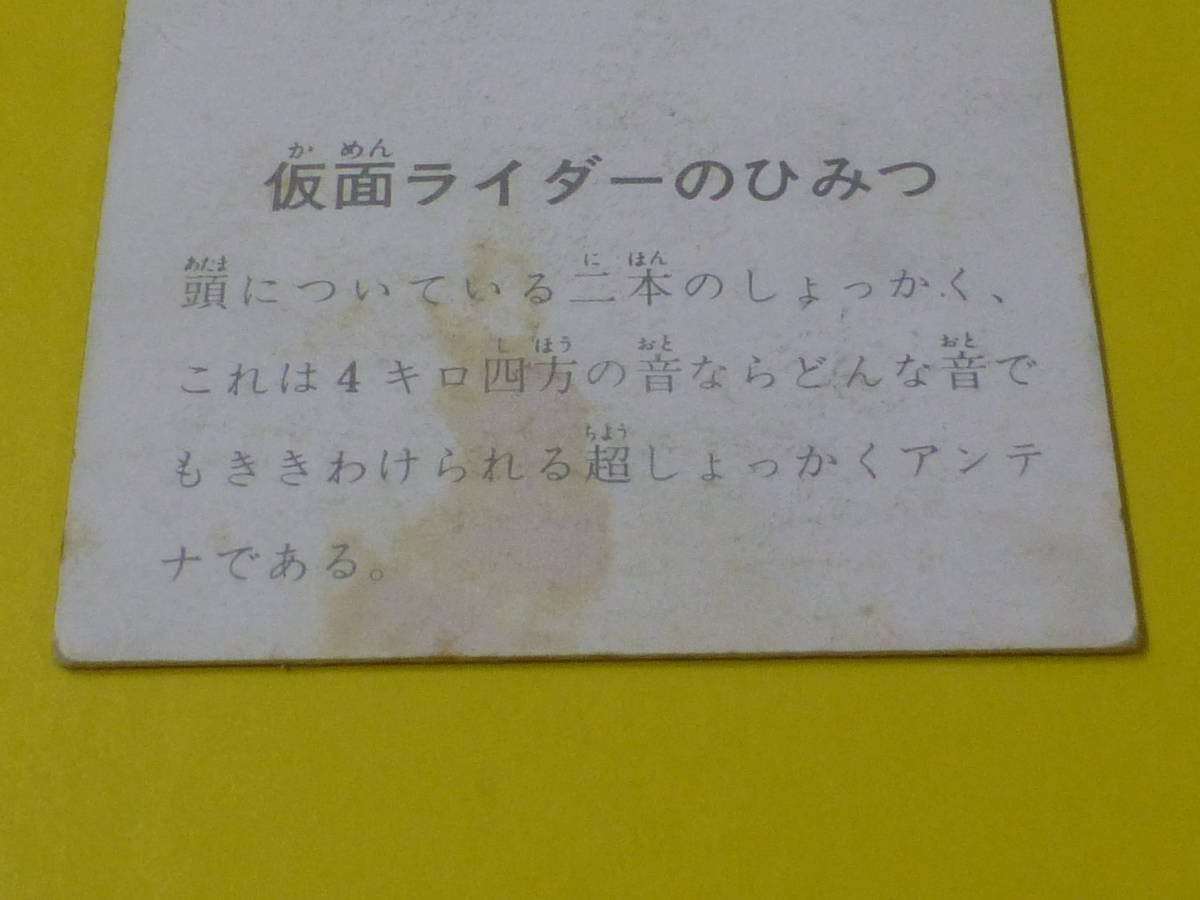 仮面ライダーのひみつ
頭についている二本のしょっかく、
これは4キロ四方の音ならどんな音で
もききわけられる超しょっかくアンテ
ナである。